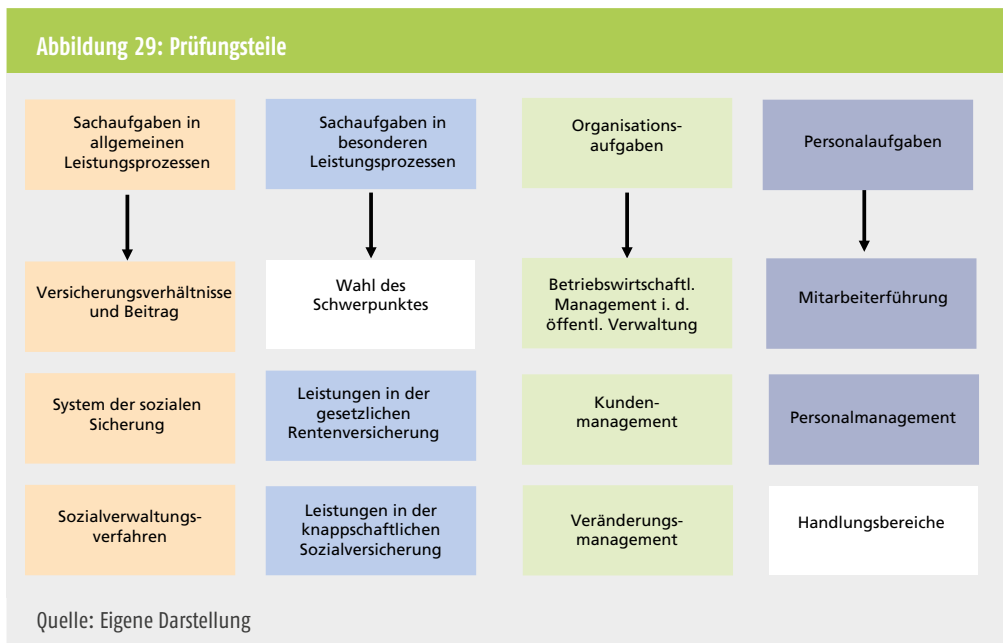 Abbildung 29: Prüfungsteile
Sachaufgaben in
allgemeinen
Leistungsprozessen
Sachaufgaben in
besonderen
Leistungsprozessen
Organisations-
aufgaben
Personalaufgaben
Versicherungsverhältnisse
und Beitrag
Wahl des
Schwerpunktes
Betriebswirtschaftl.
Management i. d.
öffentl. Verwaltung
Mitarbeiterführung
System der sozialen
Sicherung
Leistungen in der
gesetzlichen
Rentenversicherung
Kunden-
management
Personalmanagement
Sozialverwaltungs-
verfahren
Leistungen in der
knappschaftlichen
Sozialversicherung
Veränderungs-
management
Handlungsbereiche
Quelle: Eigene Darstellung